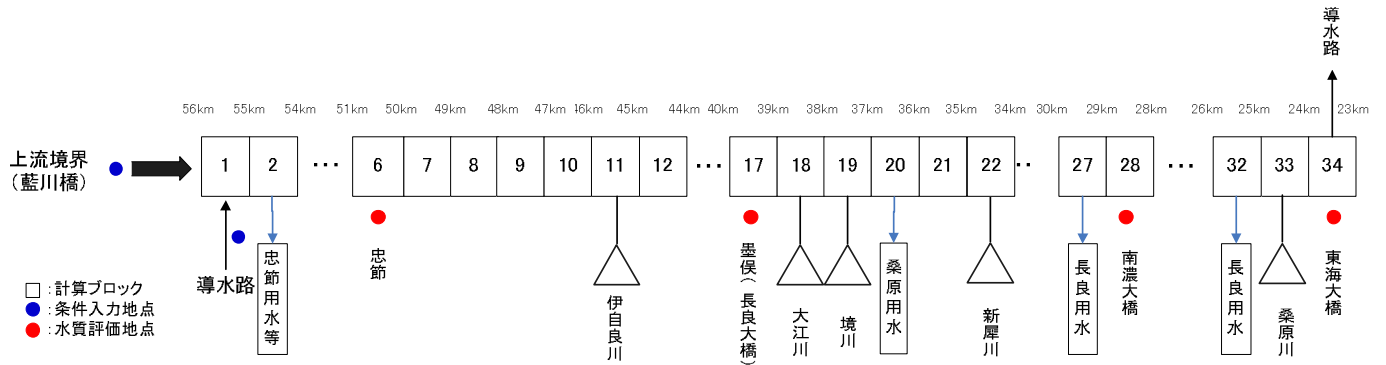 導水路
56km 55km 54km 51km 50km 49km 48km 47km 46km 45km 44km 40km 39km 38km 37km 36km 35km 34km 30km 29km 28km 26km 25km 24km 23km
上流境界
(藍川橋)
1 2 ・・・ 6 7 8 9 10 11 12 ・・・ 17 18 19 20 21 22 ・・ 27 28 ・・・ 32 33 34
導水路
忠節用水等
忠節
伊自良川
墨俣(長良大橋)
大江川
境川
桑原用水
新犀川
長良用水
南濃大橋
長良用水
桑原川
東海大橋
:計算ブロック
:条件入力地点
:水質評価地点